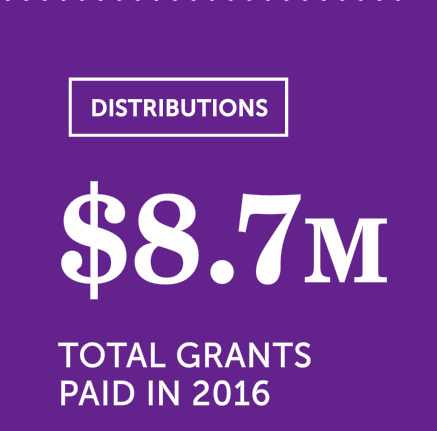 DISTRIBUTIONS
$8.7M
TOTAL GRANTS
PAID IN 2016